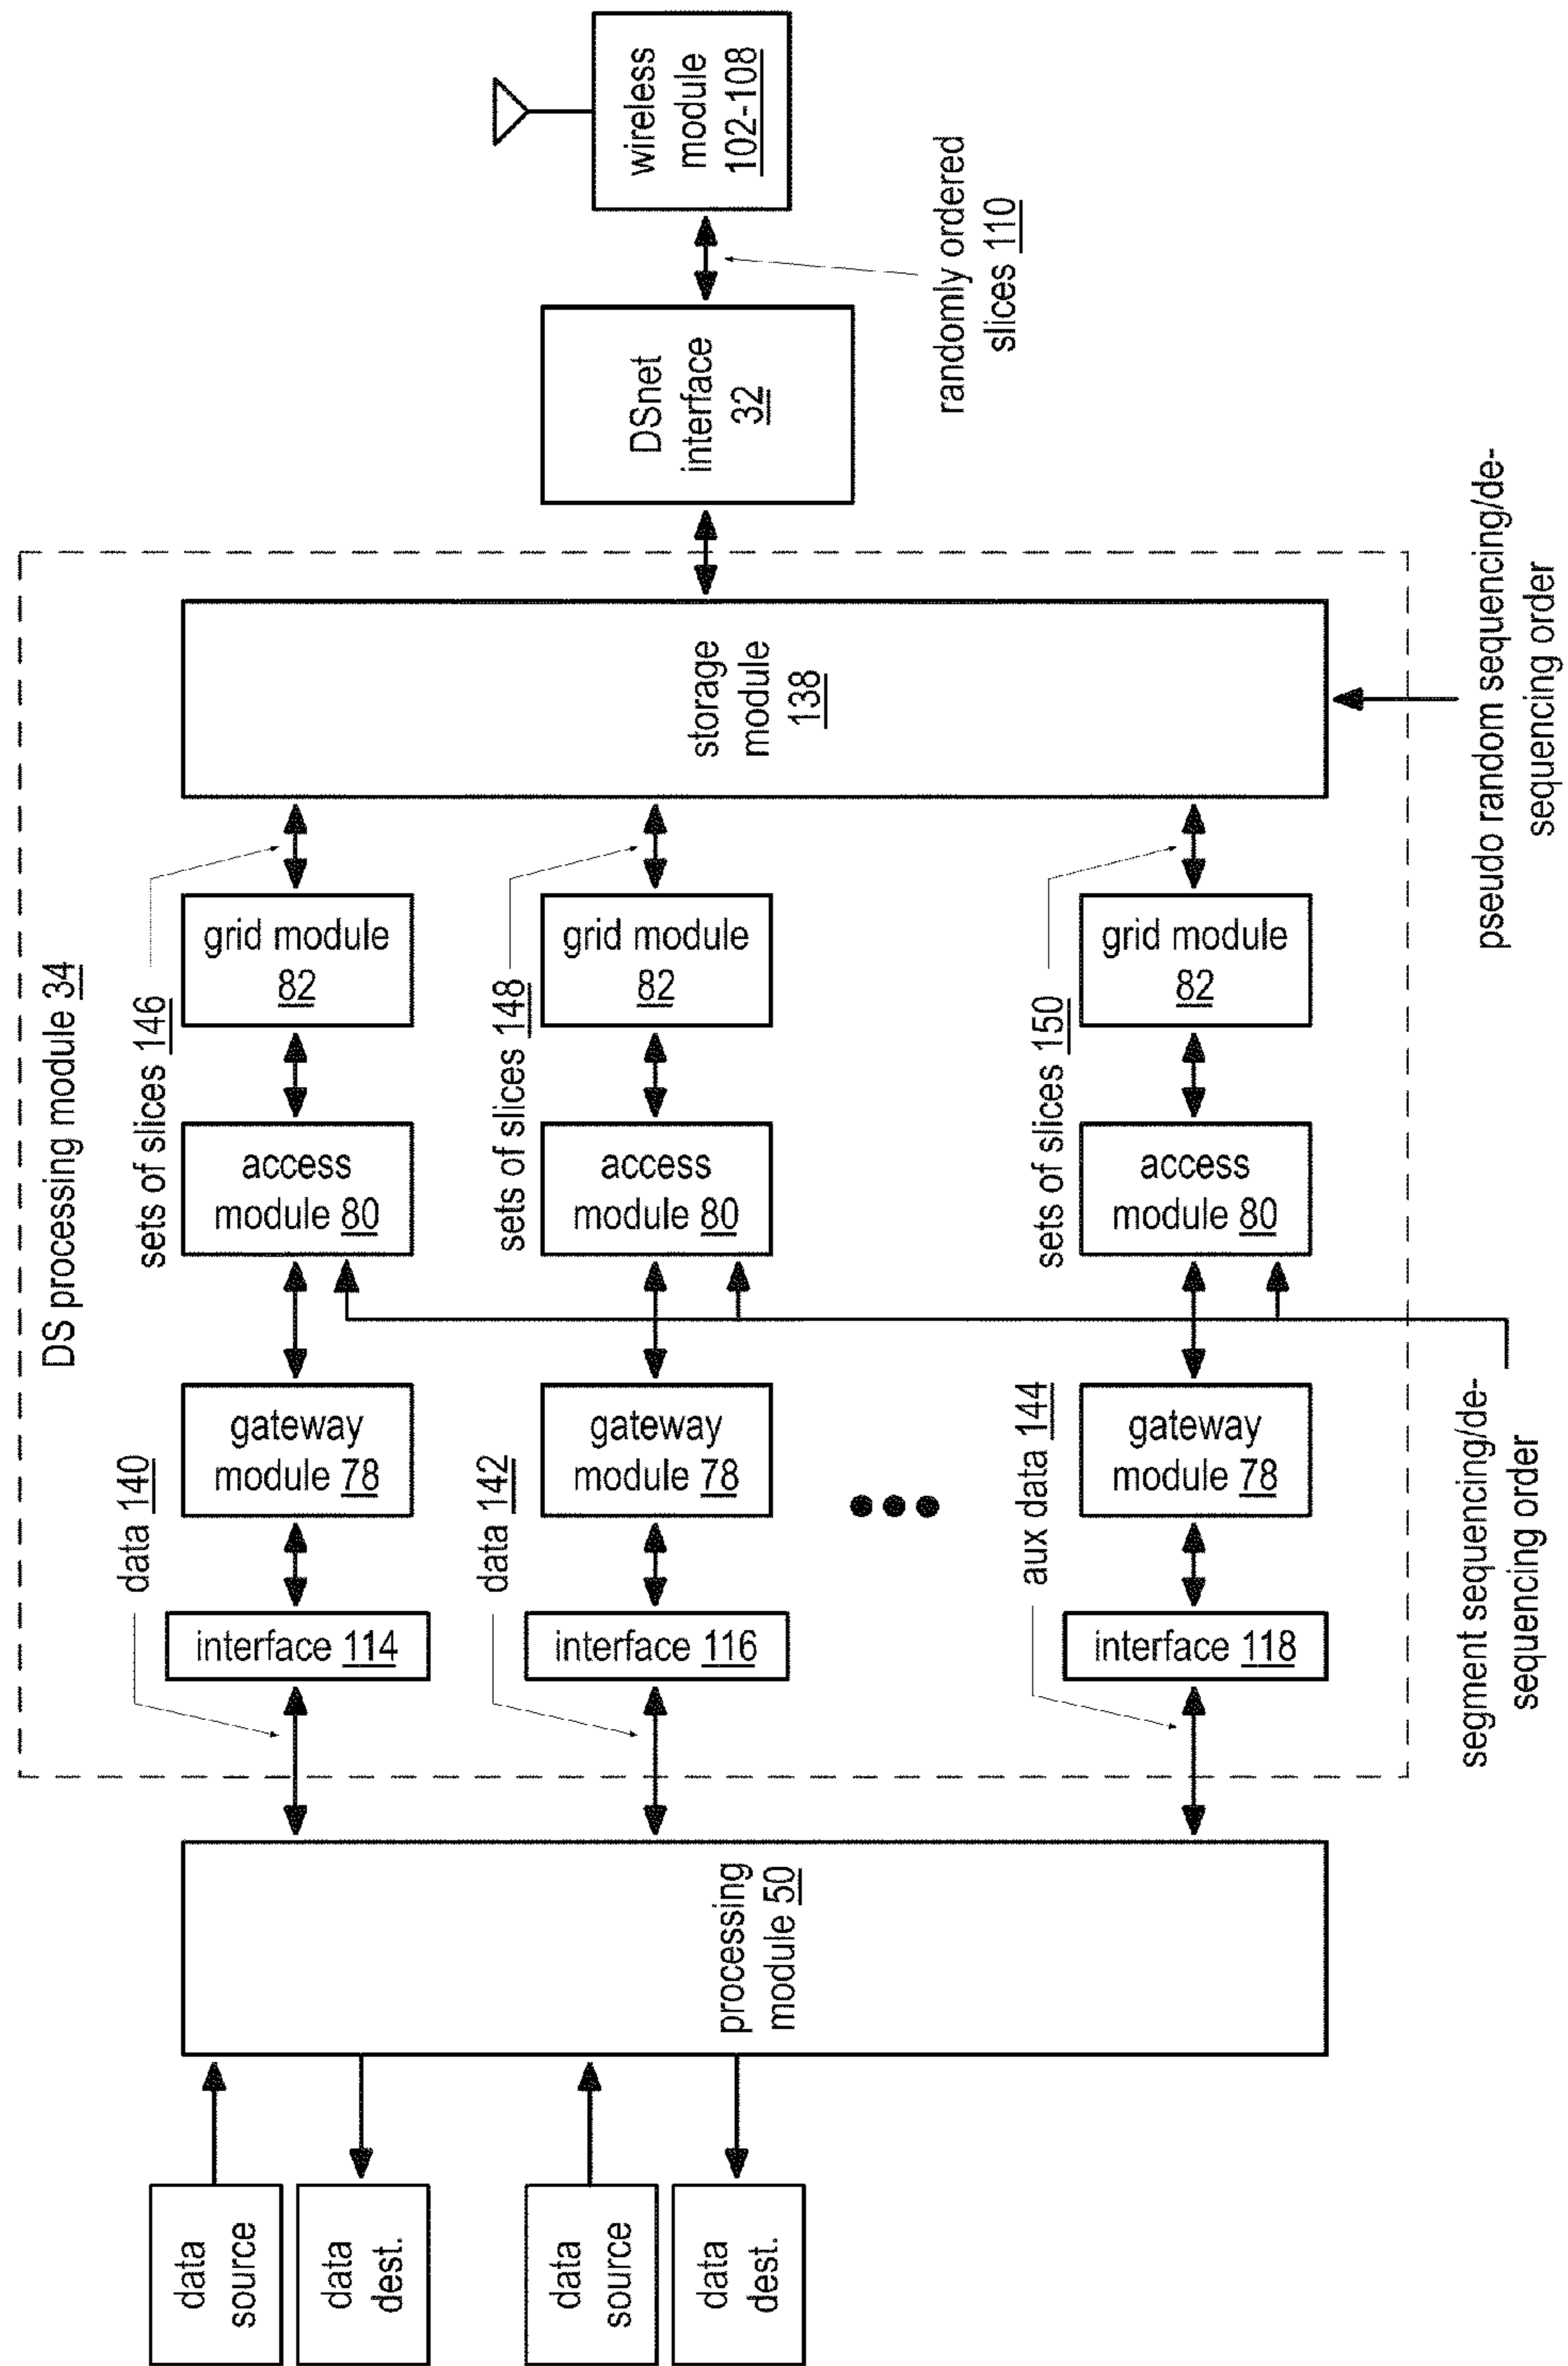 DS processing module 34
data
source
data
dest.
data
source
data
dest.
processing
module 50
data 140
interface 114
gateway
module 78
access
module 80
sets of slices 146
grid module
82
data 142
interface 116
gateway
module 78
access
module 80
sets of slices 148
grid module
82
aux data 144
interface 118
gateway
module 78
access
module 80
sets of slices 150
grid module
82
storage
module
138
DSnet
interface
32
wireless
module
102-108
randomly ordered
slices 110
segment sequencing/de-
sequencing order
pseudo random sequencing/de-
sequencing order